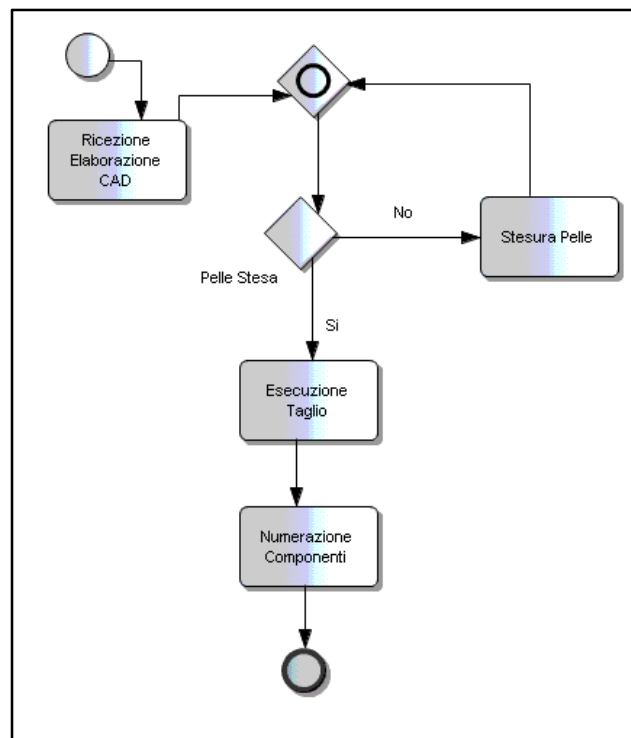 Ricezione
Elaborazione
CAD
No
Stesura Pelle
Pelle Stesa
Si
Esecuzione
Taglio
Numerazione
Componenti